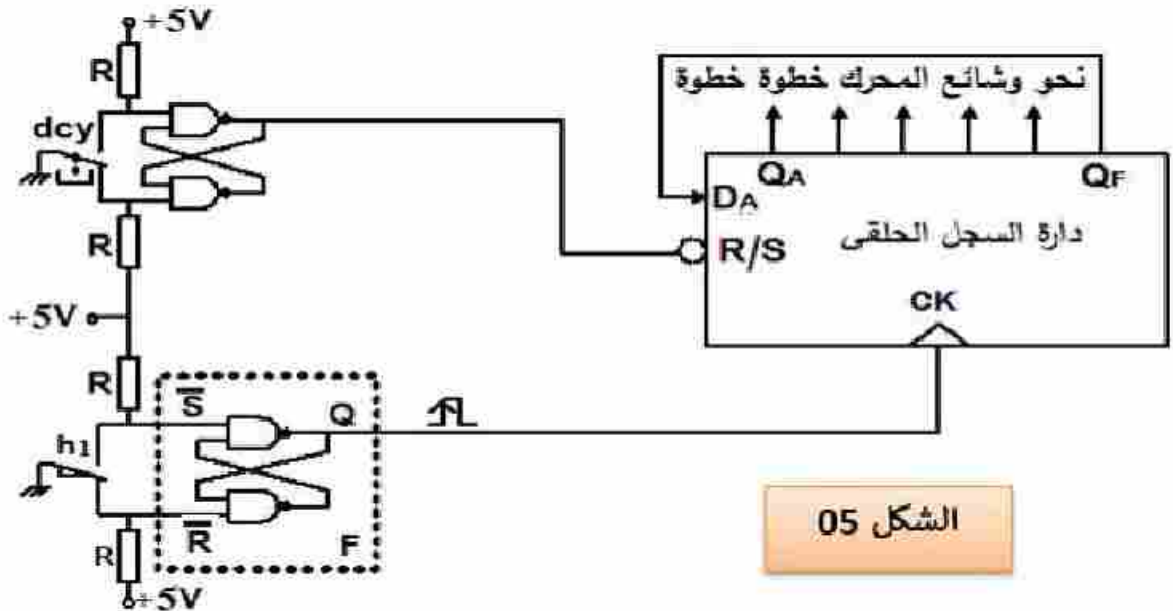 +5V
R
نحو وشائع المحرك خطوة خطوة
dcy
QA QF
DA
دارة السجل الحلقي
R
R/S
CK
+5V
R
S Q
h1
R F
R
+5V
الشكل 05